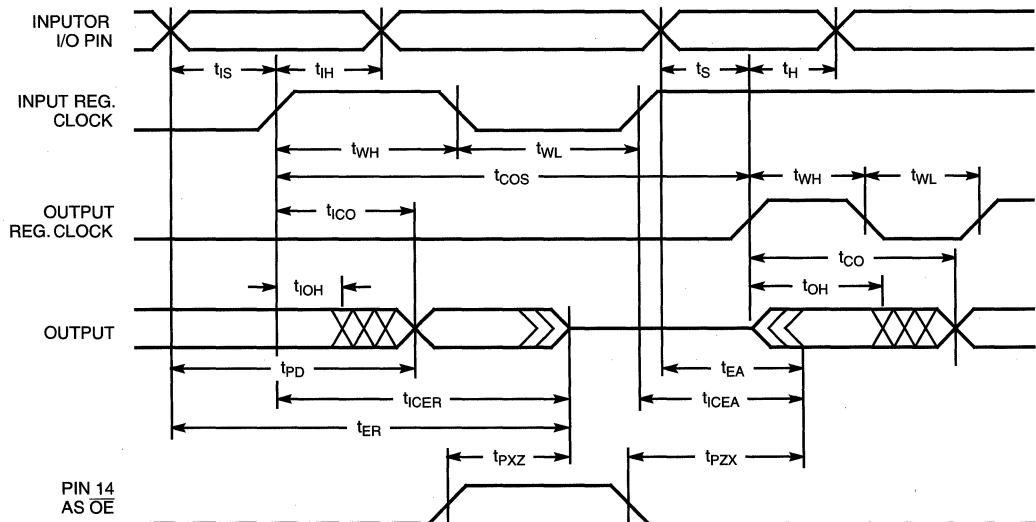 INPUTOR
I/O PIN
tIS
tIH
tS
tH
INPUT REG.
CLOCK
tWH
tWL
tCOS
tWH
tWL
OUTPUT
REG. CLOCK
tICO
tCO
tIOH
tOH
OUTPUT
tPD
tEA
tICER
tICEA
tER
tPXZ
tPZX
PIN 14
AS OE